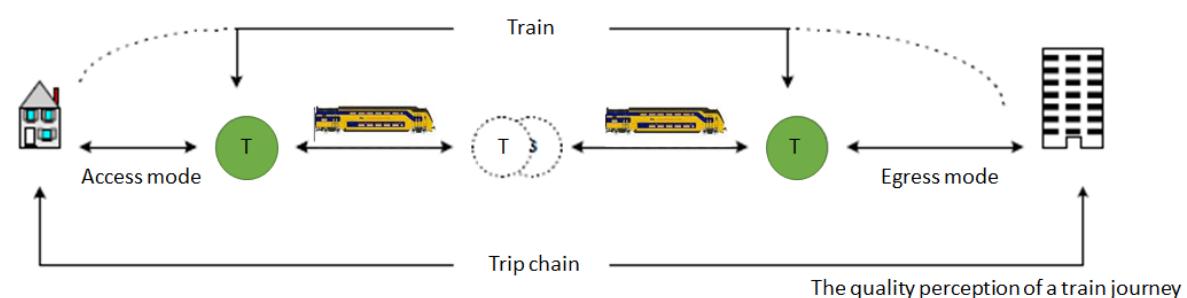 Train
T
T
T
Access mode
Egress mode
Trip chain
The quality perception of a train journey